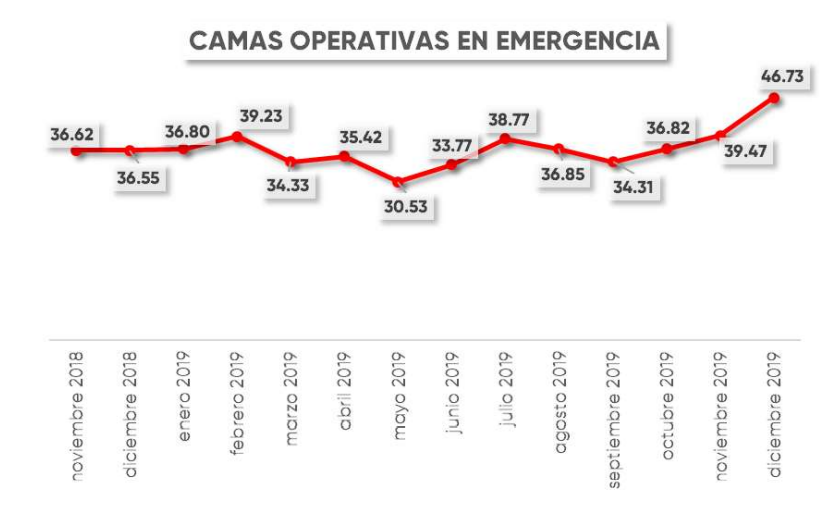 CAMAS OPERATIVAS EN EMERGENCIA
36.62
36.55
36.80
39.23
34.33
35.42
30.53
33.77
38.77
36.85
34.31
36.82
39.47
46.73
noviembre 2018
diciembre 2018
enero 2019
febrero 2019
marzo 2019
abril 2019
mayo 2019
junio 2019
julio 2019
agosto 2019
septiembre 2019
octubre 2019
noviembre 2019
diciembre 2019